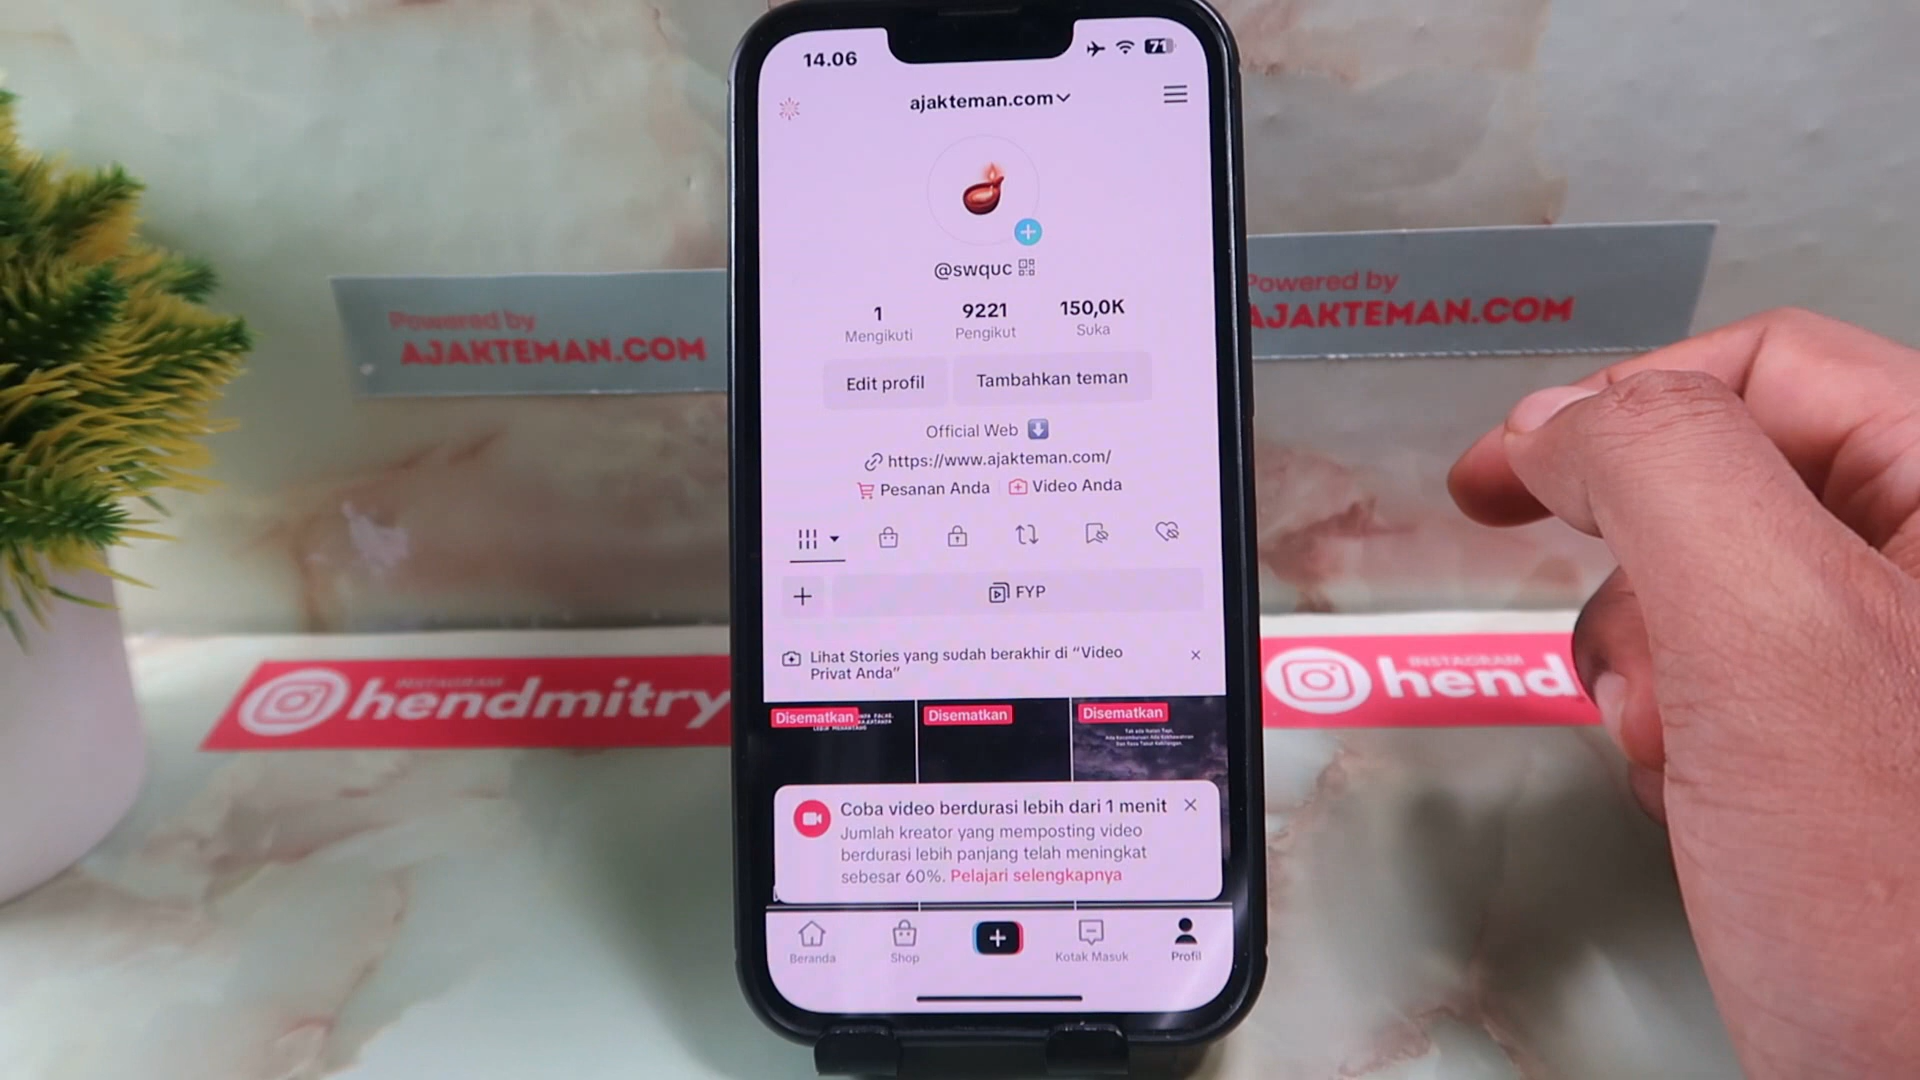 14.06
71
ajakteman.com
@swquc
1
Mengikuti
9221
Pengikut
150,0K
Suka
Edit profil
Tambahkan teman
Official Web
https://www.ajakteman.com/
Pesanan Anda
Video Anda
FYP
Lihat Stories yang sudah berakhir di “Video
Privat Anda”
Disematkan
Disematkan
Disematkan
Coba video berdurasi lebih dari 1 menit
Jumlah kreator yang memposting video
berdurasi lebih panjang telah meningkat
sebesar 60%. Pelajari selengkapnya
Beranda
Shop
Kotak Masuk
Profil
Powered by
AJAKTEMAN.COM
Powered by
AJAKTEMAN.COM
INSTAGRAM
hendmitry
INSTAGRAM
hend